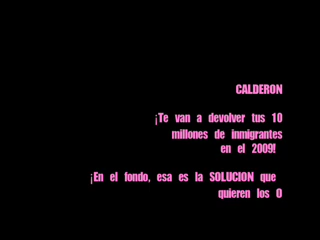 CALDERON
¡Te van a devolver tus 10
millones de inmigrantes
en el 2009!
¡En el fondo, esa es la SOLUCION que
quieren los O